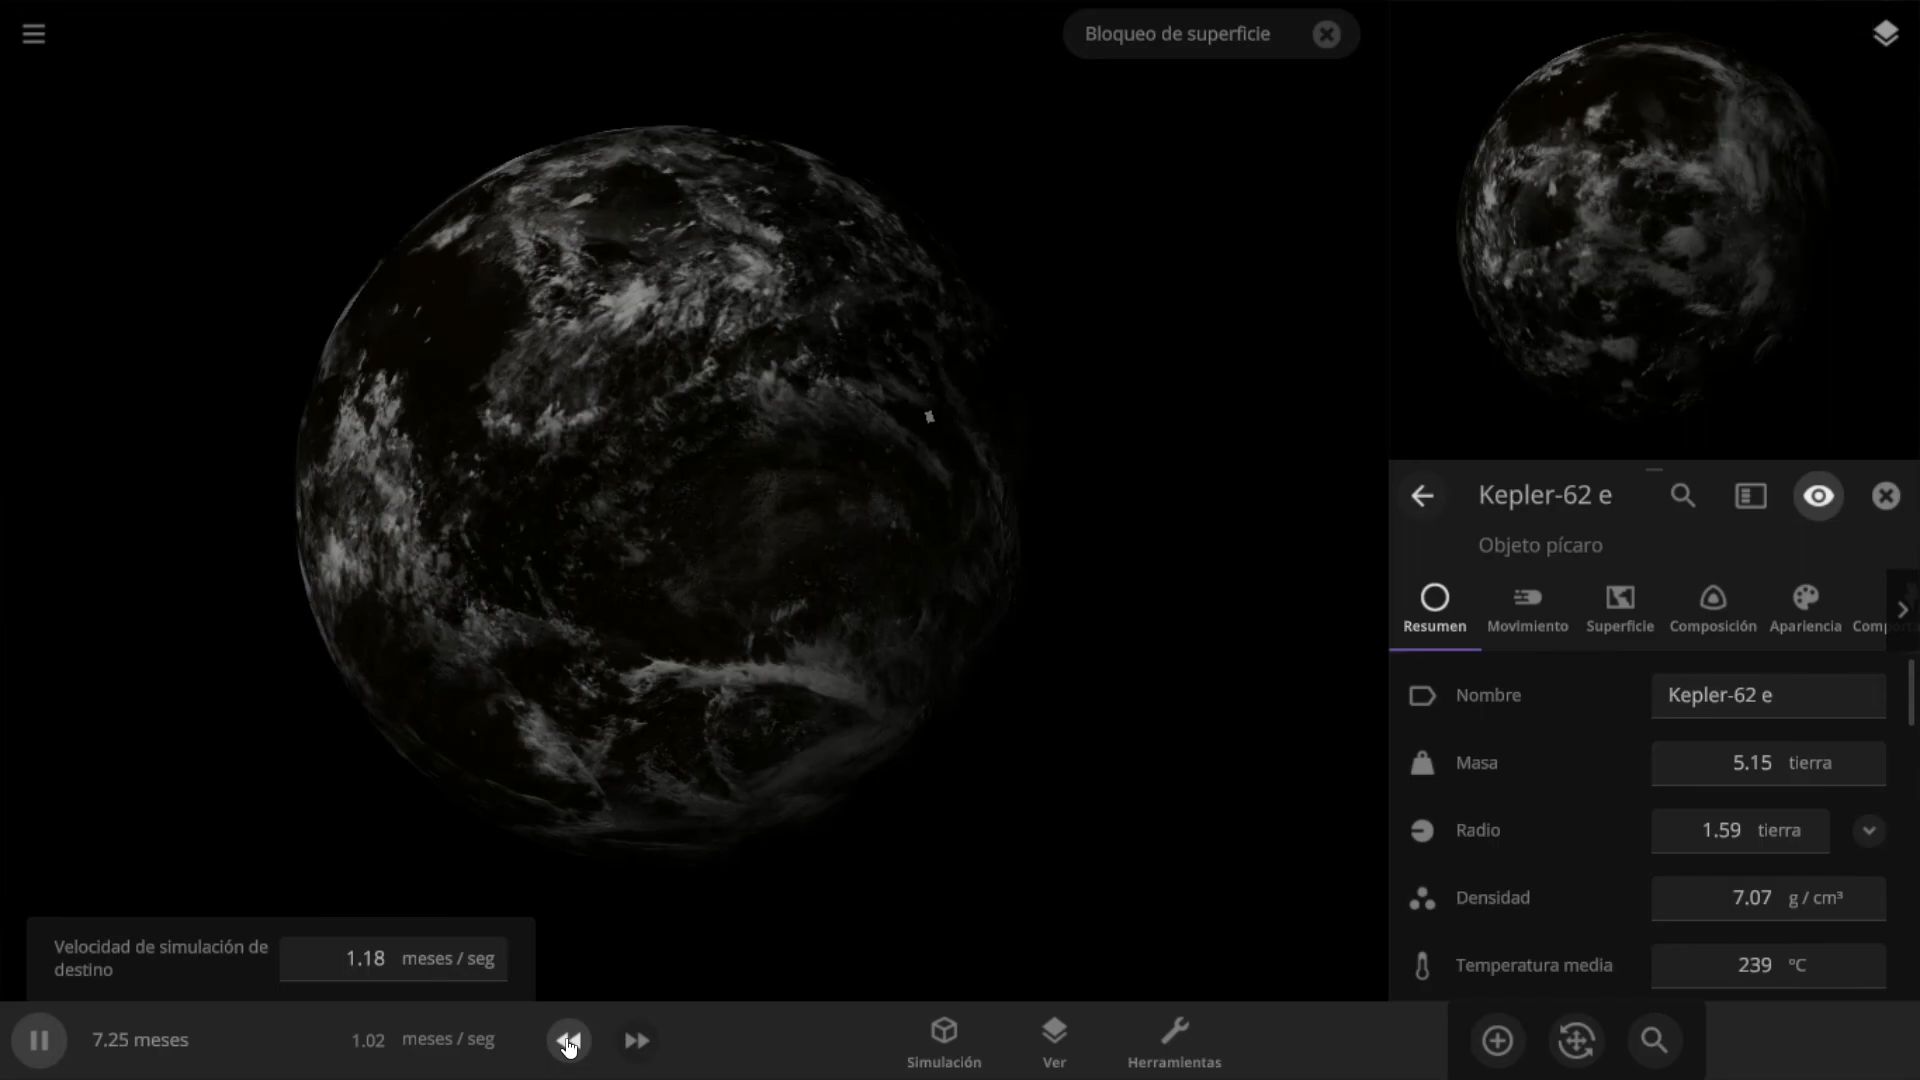 Bloqueo de superficie
Kepler-62 e
Objeto pícaro
Resumen
Movimiento
Superficie
Composición
Apariencia
Nombre
Kepler-62 e
Masa
5.15 tierra
Radio
1.59 tierra
Densidad
7.07 g / cm³
Temperatura media
239 °C
Velocidad de simulación de
destino
1.18 meses / seg
7.25 meses
1.02 meses / seg
Simulación
Ver
Herramientas